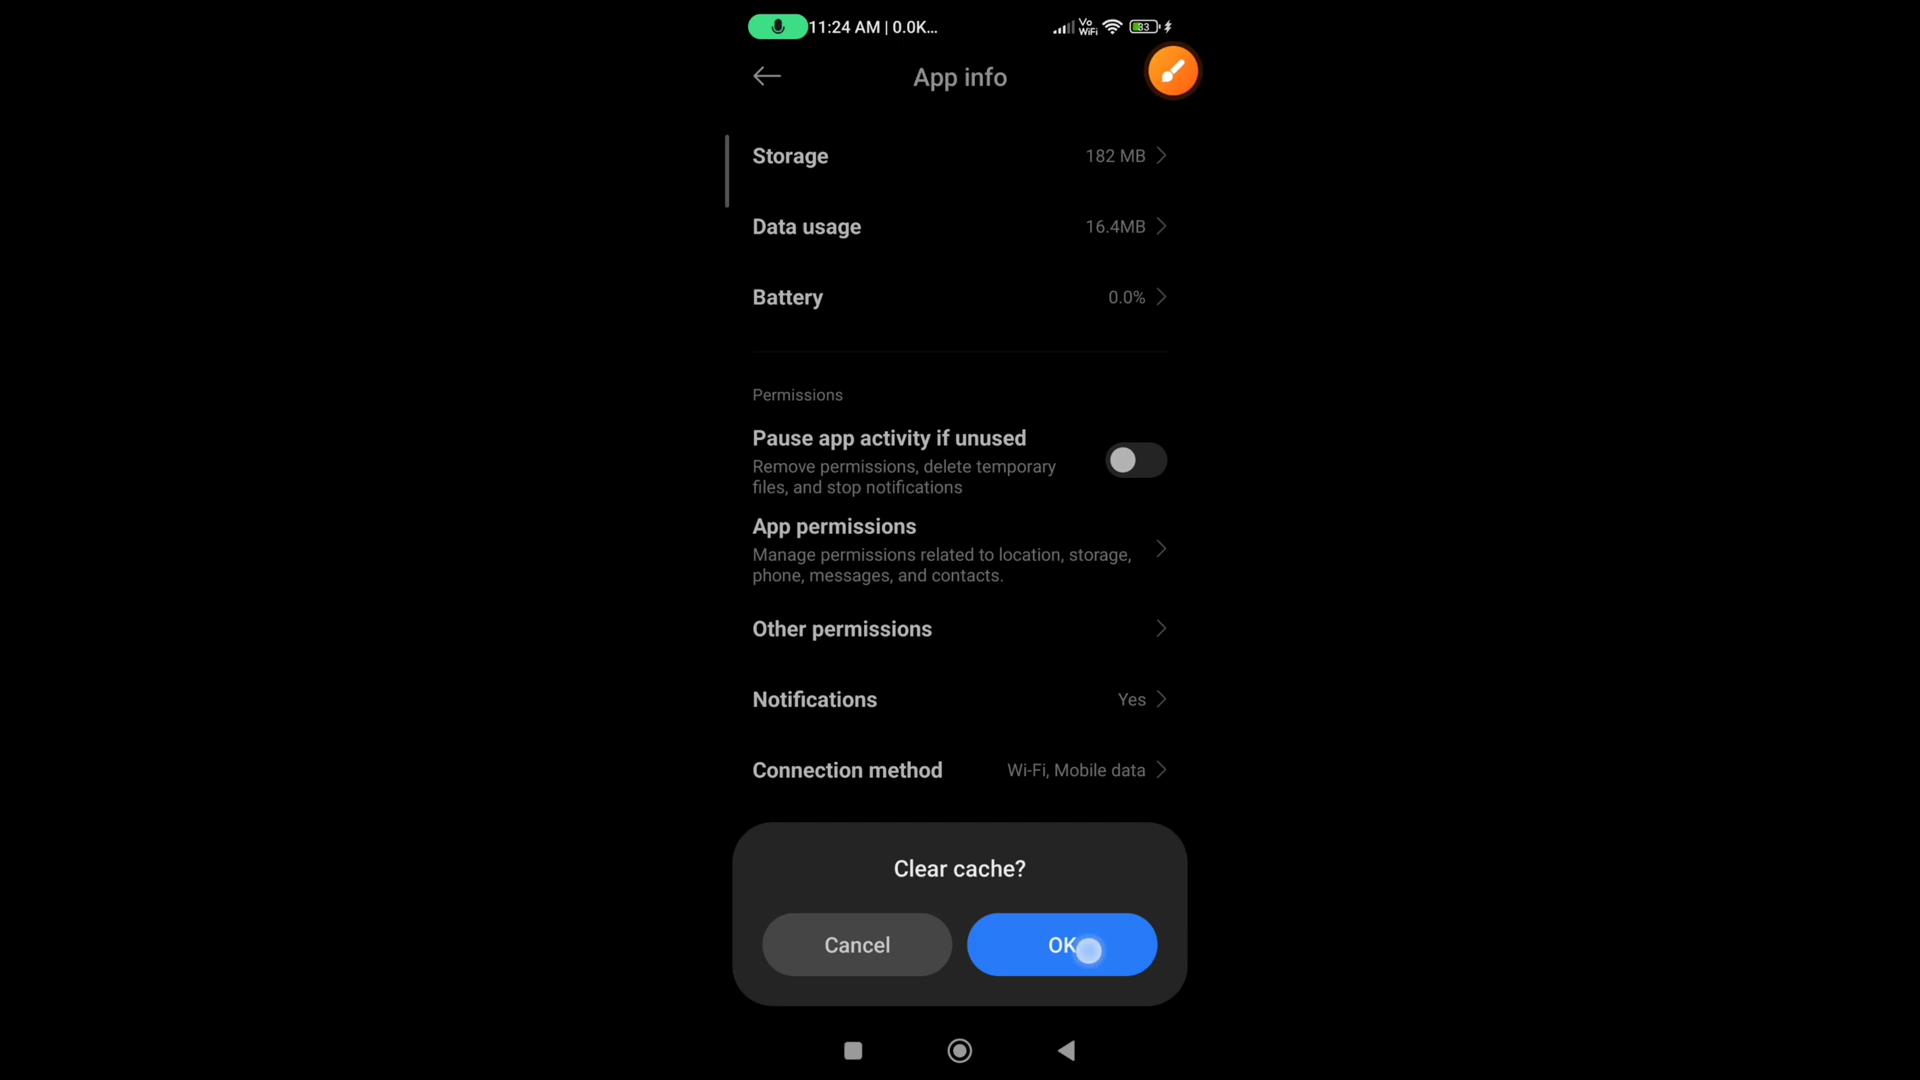 11:24 AM | 0.0K...
Vo
WiFi
33
App info
Storage
182 MB
Data usage
16.4MB
Battery
0.0%
Permissions
Pause app activity if unused
Remove permissions, delete temporary
files, and stop notifications
App permissions
Manage permissions related to location, storage,
phone, messages, and contacts.
Other permissions
Notifications
Yes
Connection method
Wi-Fi, Mobile data
Clear cache?
Cancel
OK